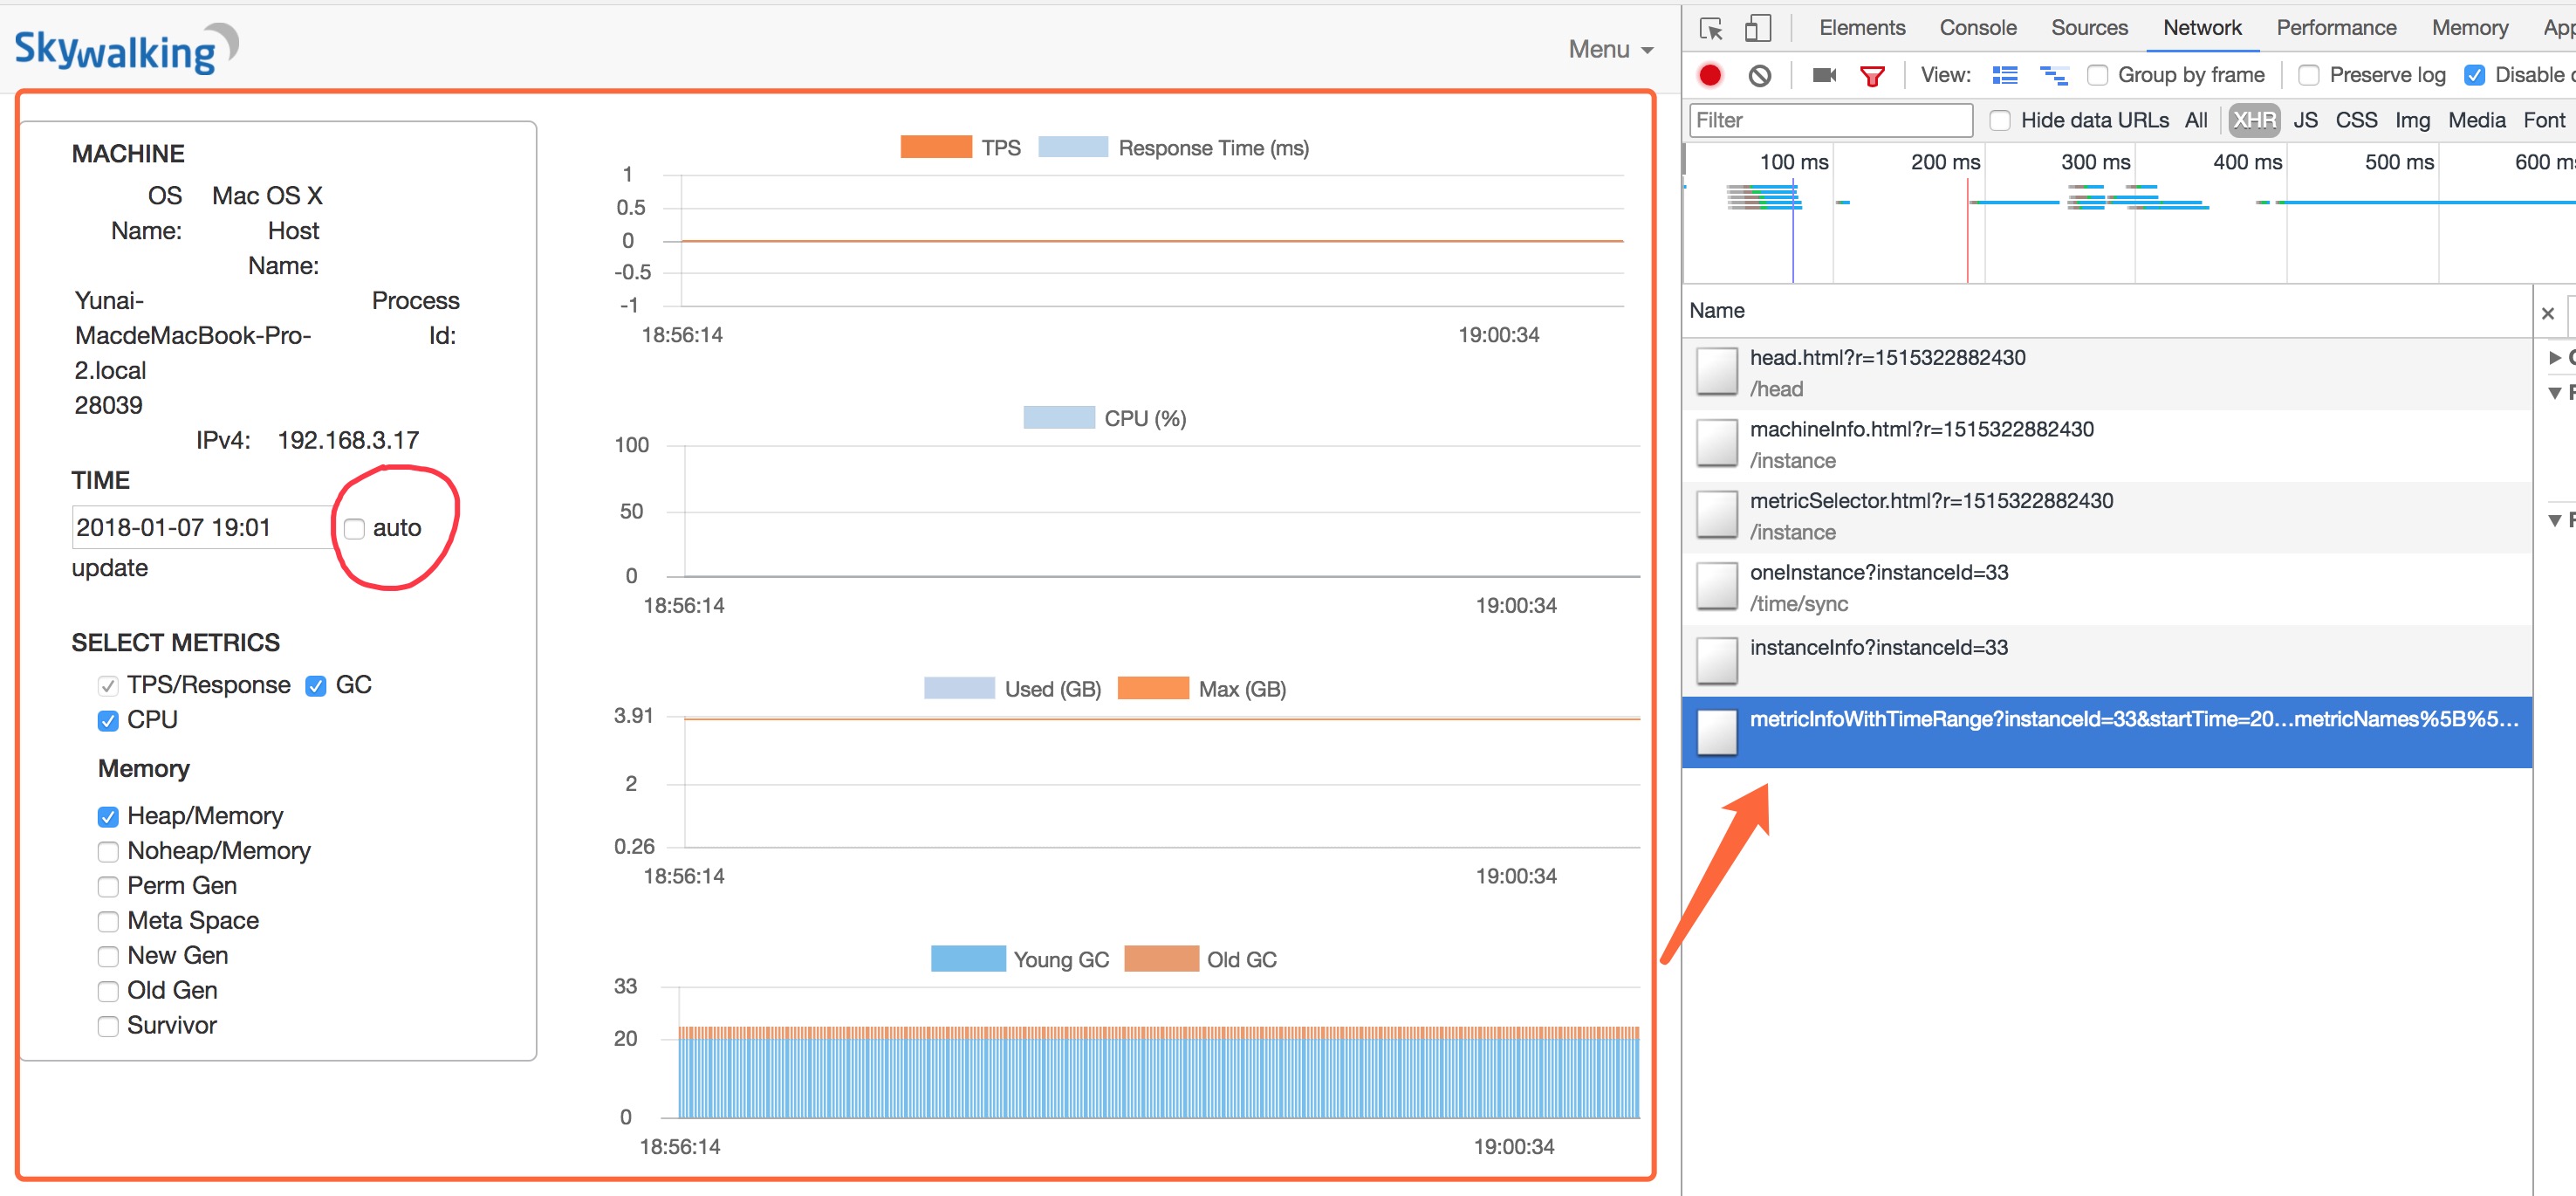 Skywalking
Menu
MACHINE
OS Mac OS X
Name: Host
Name:
Yunai- Process
MacdeMacBook-Pro- Id:
2.local
28039
IPv4: 192.168.3.17
TIME
2018-01-07 19:01 auto
update
SELECT METRICS
TPS/Response GC
CPU
Memory
Heap/Memory
Noheap/Memory
Perm Gen
Meta Space
New Gen
Old Gen
Survivor
TPS Response Time (ms)
1
0.5
0
-0.5
-1
18:56:14 19:00:34
CPU (%)
100
50
0
18:56:14 19:00:34
Used (GB) Max (GB)
3.91
2
0.26
18:56:14 19:00:34
Young GC Old GC
33
20
0
18:56:14 19:00:34
Elements Console Sources Network Performance Memory App
View: Group by frame Preserve log Disable c
Filter Hide data URLs All XHR JS CSS Img Media Font
100 ms 200 ms 300 ms 400 ms 500 ms 600 m
Name ×
head.html?r=1515322882430
/head
machineInfo.html?r=1515322882430
/instance
metricSelector.html?r=1515322882430
/instance
oneInstance?instanceId=33
/time/sync
instanceInfo?instanceId=33
metricInfoWithTimeRange?instanceId=33&startTime=20…metricNames%5B%5…